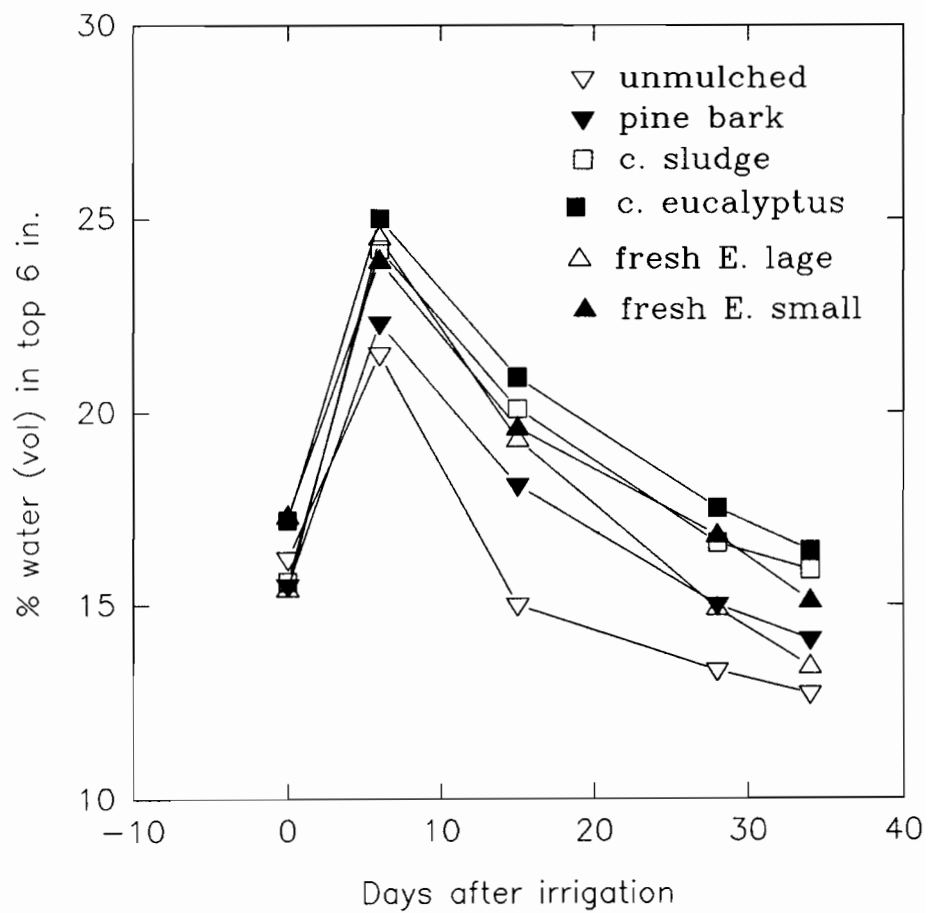 30
25
20
15
10
% water (vol) in top 6 in.
unmulched
pine bark
c. sludge
c. eucalyptus
fresh E. lage
fresh E. small
−10 0 10 20 30 40
Days after irrigation